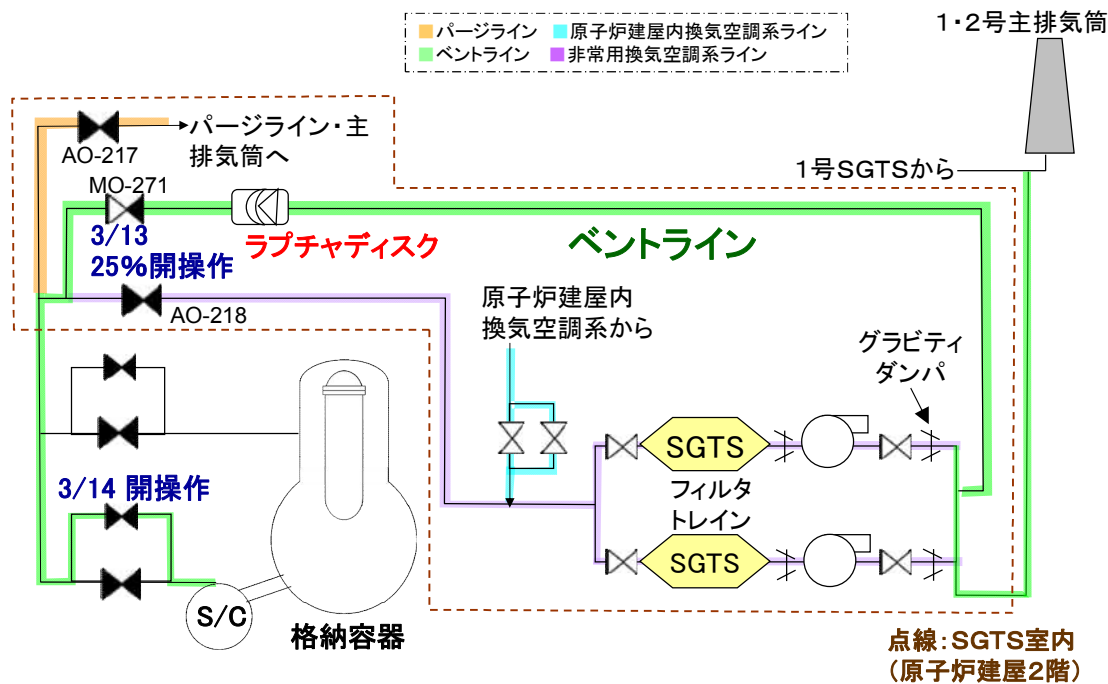 1・2号主排気筒
パージライン
原子炉建屋内換気空調系ライン
ベントライン
非常用換気空調系ライン
AO-217
パージライン・主
排気筒へ
MO-271
1号SGTSから
3/13
25%開操作
ラプチャディスク
ベントライン
AO-218
原子炉建屋内
換気空調系から
グラビティ
ダンパ
3/14 開操作
SGTS
フィルタ
トレイン
SGTS
S/C
格納容器
点線:SGTS室内
(原子炉建屋2階)